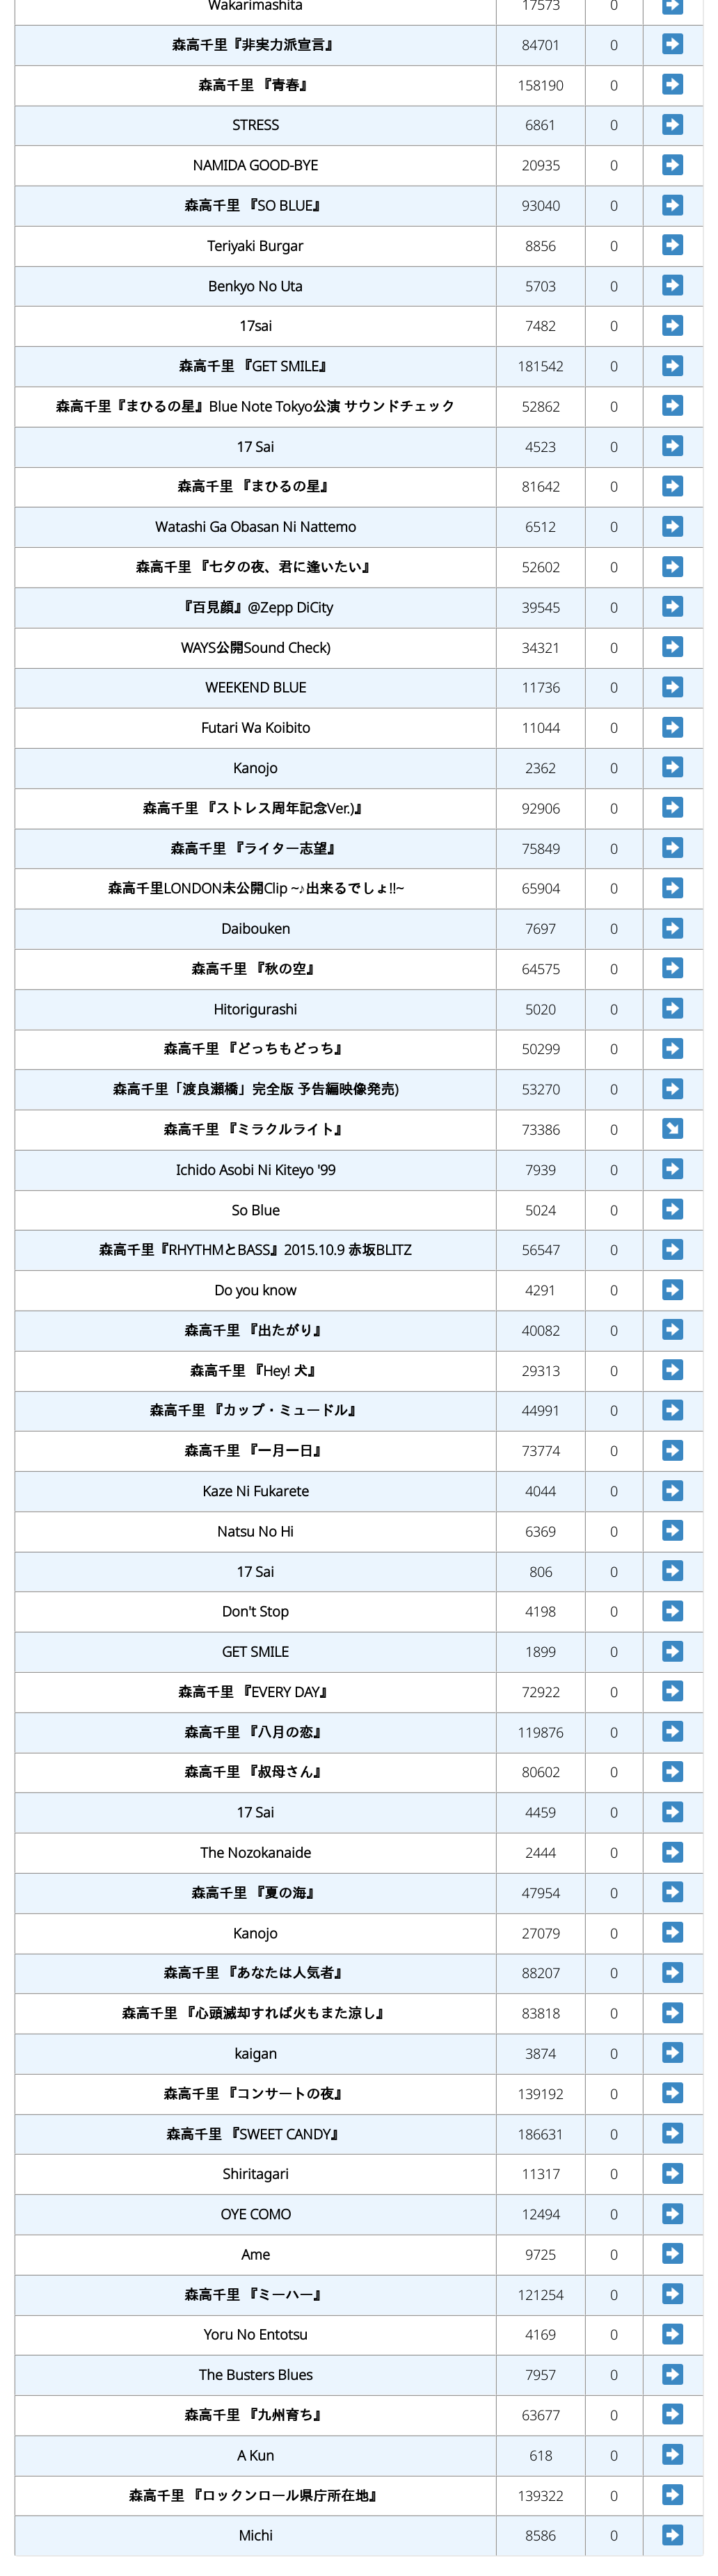 Wakarimashita 17573 0
森高千里『非実力派宣言』 84701 0
森高千里 『青春』 158190 0
STRESS 6861 0
NAMIDA GOOD-BYE 20935 0
森高千里 『SO BLUE』 93040 0
Teriyaki Burgar 8856 0
Benkyo No Uta 5703 0
17sai 7482 0
森高千里 『GET SMILE』 181542 0
森高千里『まひるの星』Blue Note Tokyo公演 サウンドチェック 52862 0
17 Sai 4523 0
森高千里 『まひるの星』 81642 0
Watashi Ga Obasan Ni Nattemo 6512 0
森高千里 『七夕の夜、君に逢いたい』 52602 0
『百見顔』@Zepp DiCity 39545 0
WAYS公開Sound Check) 34321 0
WEEKEND BLUE 11736 0
Futari Wa Koibito 11044 0
Kanojo 2362 0
森高千里 『ストレス周年記念Ver.)』 92906 0
森高千里 『ライター志望』 75849 0
森高千里LONDON未公開Clip ~♪出来るでしょ!!~ 65904 0
Daibouken 7697 0
森高千里 『秋の空』 64575 0
Hitorigurashi 5020 0
森高千里 『どっちもどっち』 50299 0
森高千里「渡良瀬橋」完全版 予告編映像発売) 53270 0
森高千里 『ミラクルライト』 73386 0
Ichido Asobi Ni Kiteyo '99 7939 0
So Blue 5024 0
森高千里『RHYTHMとBASS』2015.10.9 赤坂BLITZ 56547 0
Do you know 4291 0
森高千里 『出たがり』 40082 0
森高千里 『Hey! 犬』 29313 0
森高千里 『カップ・ミュードル』 44991 0
森高千里 『一月一日』 73774 0
Kaze Ni Fukarete 4044 0
Natsu No Hi 6369 0
17 Sai 806 0
Don't Stop 4198 0
GET SMILE 1899 0
森高千里 『EVERY DAY』 72922 0
森高千里 『八月の恋』 119876 0
森高千里 『叔母さん』 80602 0
17 Sai 4459 0
The Nozokanaide 2444 0
森高千里 『夏の海』 47954 0
Kanojo 27079 0
森高千里 『あなたは人気者』 88207 0
森高千里 『心頭滅却すれば火もまた涼し』 83818 0
kaigan 3874 0
森高千里 『コンサートの夜』 139192 0
森高千里 『SWEET CANDY』 186631 0
Shiritagari 11317 0
OYE COMO 12494 0
Ame 9725 0
森高千里 『ミーハー』 121254 0
Yoru No Entotsu 4169 0
The Busters Blues 7957 0
森高千里 『九州育ち』 63677 0
A Kun 618 0
森高千里 『ロックンロール県庁所在地』 139322 0
Michi 8586 0